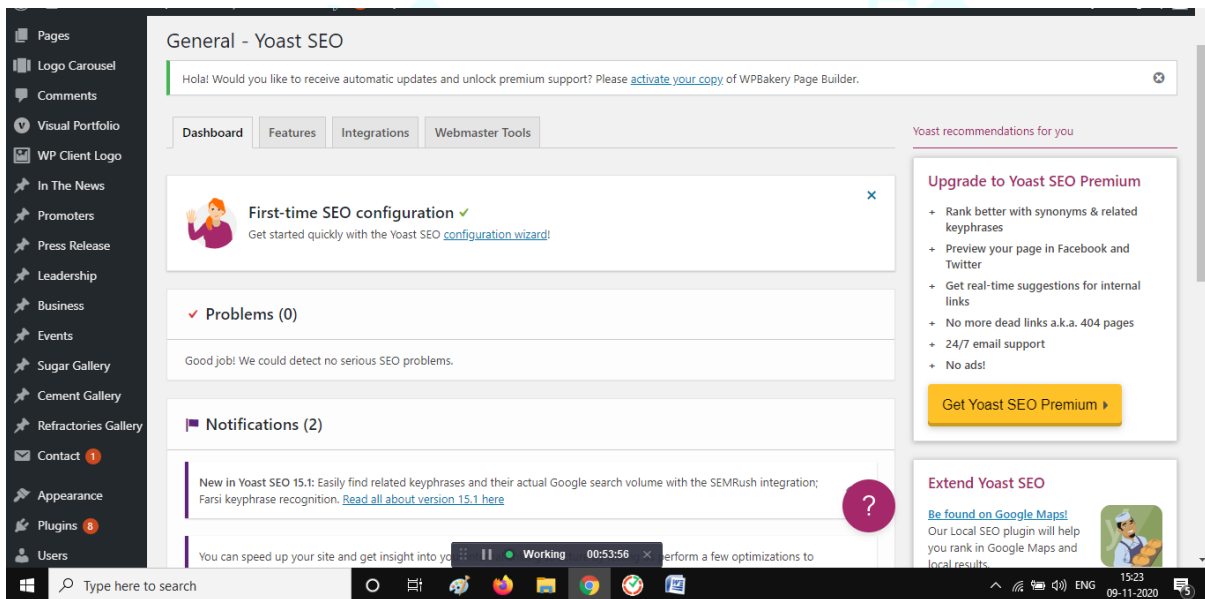 Pages
Logo Carousel
Comments
Visual Portfolio
WP Client Logo
In The News
Promoters
Press Release
Leadership
Business
Events
Sugar Gallery
Cement Gallery
Refractories Gallery
Contact 1
Appearance
Plugins 8
Users
General - Yoast SEO
Hola! Would you like to receive automatic updates and unlock premium support? Please activate your copy of WPBakery Page Builder.
Dashboard
Features
Integrations
Webmaster Tools
First-time SEO configuration
Get started quickly with the Yoast SEO configuration wizard!
Problems (0)
Good job! We could detect no serious SEO problems.
Notifications (2)
New in Yoast SEO 15.1: Easily find related keyphrases and their actual Google search volume with the SEMRush integration;
Farsi keyphrase recognition. Read all about version 15.1 here
You can speed up your site and get insight into
perform a few optimizations to
Yoast recommendations for you
Upgrade to Yoast SEO Premium
+ Rank better with synonyms & related
keyphrases
+ Preview your page in Facebook and
Twitter
+ Get real-time suggestions for internal
links
+ No more dead links a.k.a. 404 pages
+ 24/7 email support
+ No ads!
Get Yoast SEO Premium
Extend Yoast SEO
Be found on Google Maps!
Our Local SEO plugin will help
you rank in Google Maps and
local results.
?
Working 00:53:56
Type here to search
ENG
15:23
09-11-2020
5